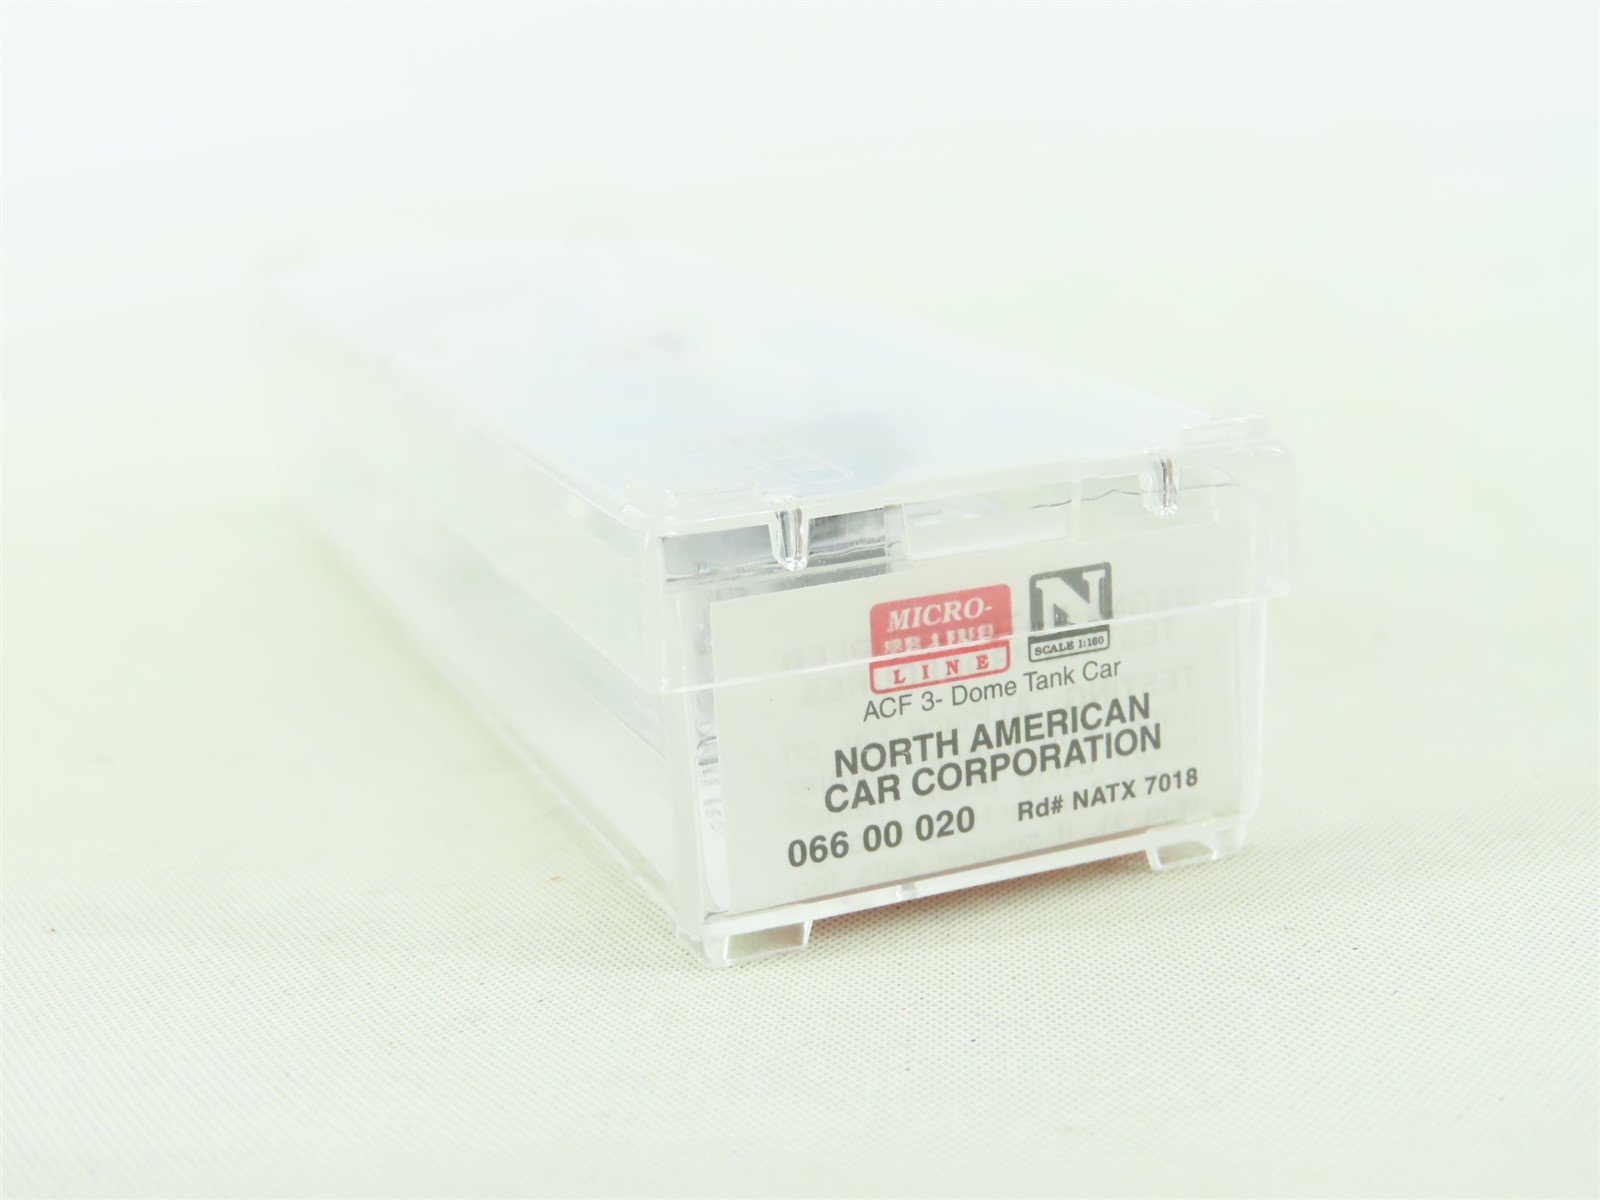 MICRO-
TRAINS
LINE
N
SCALE 1:160
ACF 3- Dome Tank Car
NORTH AMERICAN
CAR CORPORATION
066 00 020
Rd# NATX 7018